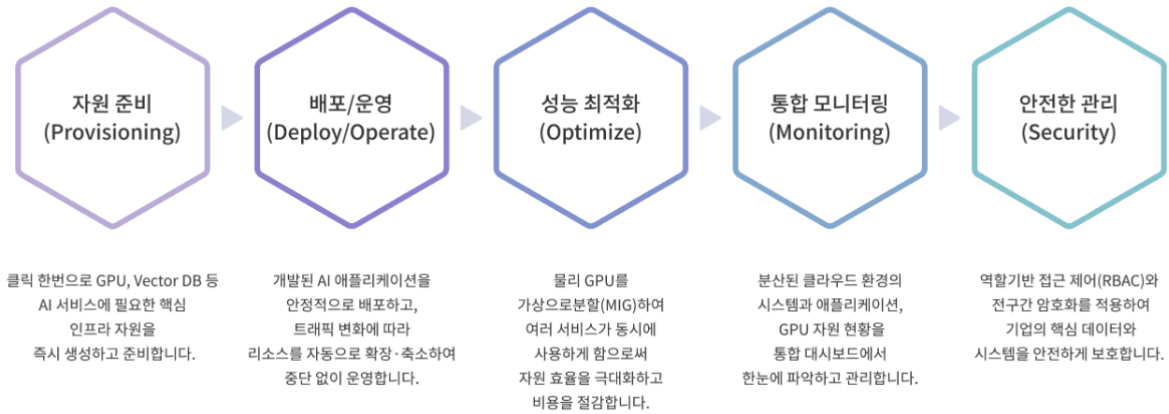 자원 준비
(Provisioning)
배포/운영
(Deploy/Operate)
성능 최적화
(Optimize)
통합 모니터링
(Monitoring)
안전한 관리
(Security)
클릭 한번으로 GPU, Vector DB 등
AI 서비스에 필요한 핵심
인프라 자원을
즉시 생성하고 준비합니다.
개발된 AI 애플리케이션을
안정적으로 배포하고,
트래픽 변화에 따라
리소스를 자동으로 확장·축소하여
중단 없이 운영합니다.
물리 GPU를
가상으로분할(MIG)하여
여러 서비스가 동시에
사용하게 함으로써
자원 효율을 극대화하고
비용을 절감합니다.
분산된 클라우드 환경의
시스템과 애플리케이션,
GPU 자원 현황을
통합 대시보드에서
한눈에 파악하고 관리합니다.
역할기반 접근 제어(RBAC)와
전구간 암호화를 적용하여
기업의 핵심 데이터와
시스템을 안전하게 보호합니다.